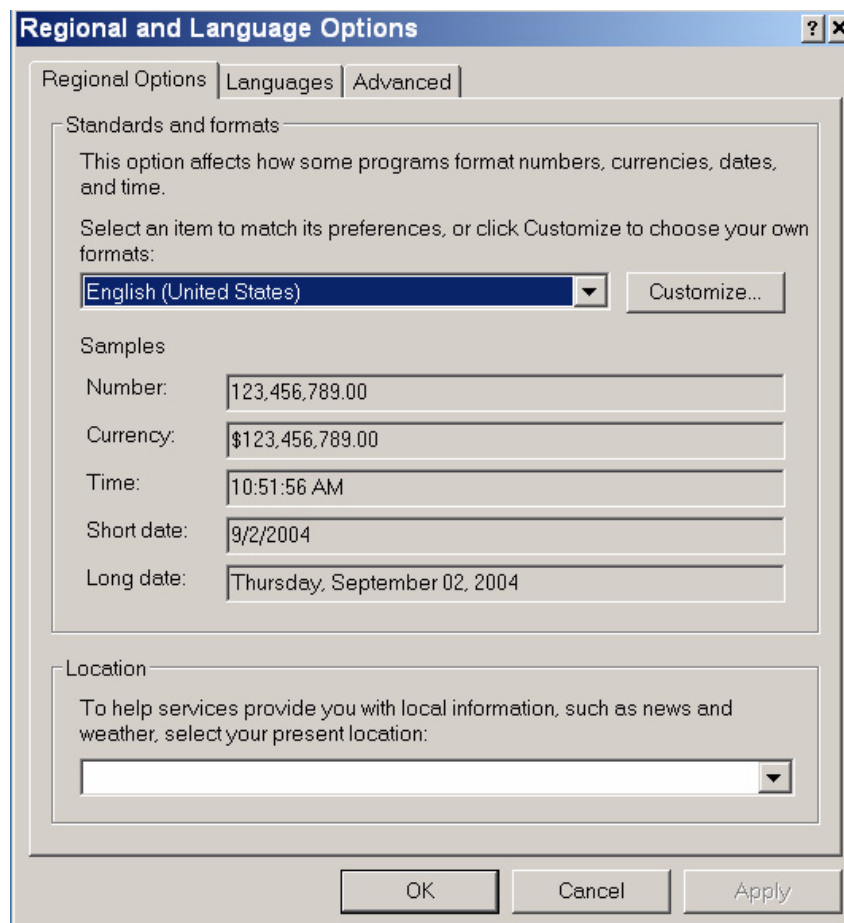 Regional and Language Options
Regional Options Languages Advanced
Standards and formats
This option affects how some programs format numbers, currencies, dates,
and time.
Select an item to match its preferences, or click Customize to choose your own
formats:
English (United States) Customize...
Samples
Number: 123,456,789.00
Currency: $123,456,789.00
Time: 10:51:56 AM
Short date: 9/2/2004
Long date: Thursday, September 02, 2004
Location
To help services provide you with local information, such as news and
weather, select your present location:
OK Cancel Apply